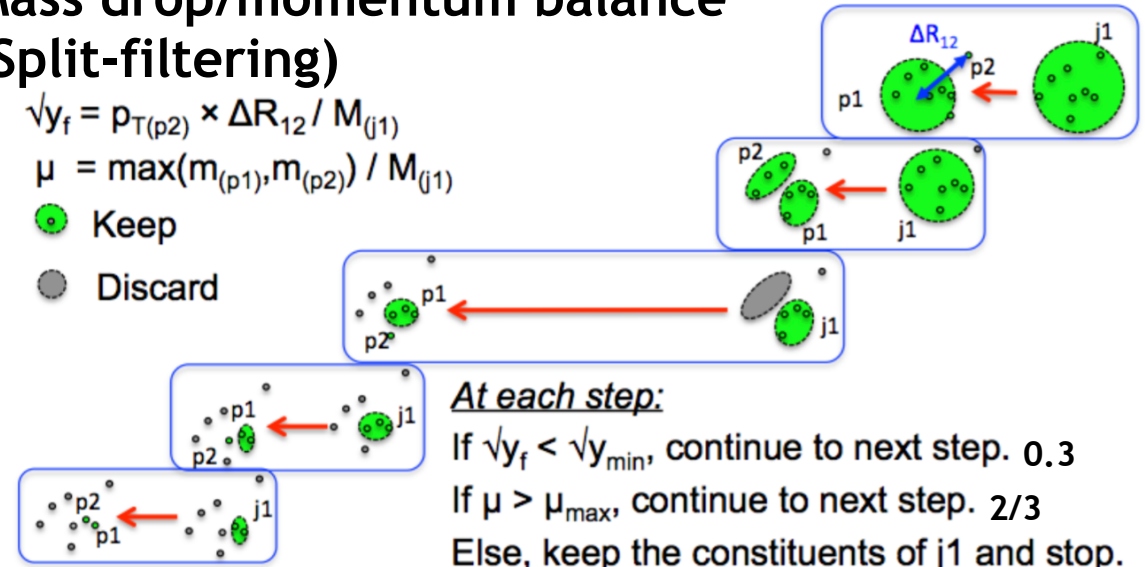 Mass drop/momentum balance
(Split-filtering)
√y_f = p_T(p2) × ΔR_12 / M_(j1)
μ = max(m_(p1),m_(p2)) / M_(j1)
Keep
Discard
ΔR_12
j1
p2
p1
p2
p1
j1
p1
p2
j1
p1
j1
p2
p2
j1
p1
At each step:
If √y_f < √y_min, continue to next step. 0.3
If μ > μ_max, continue to next step. 2/3
Else, keep the constituents of j1 and stop.